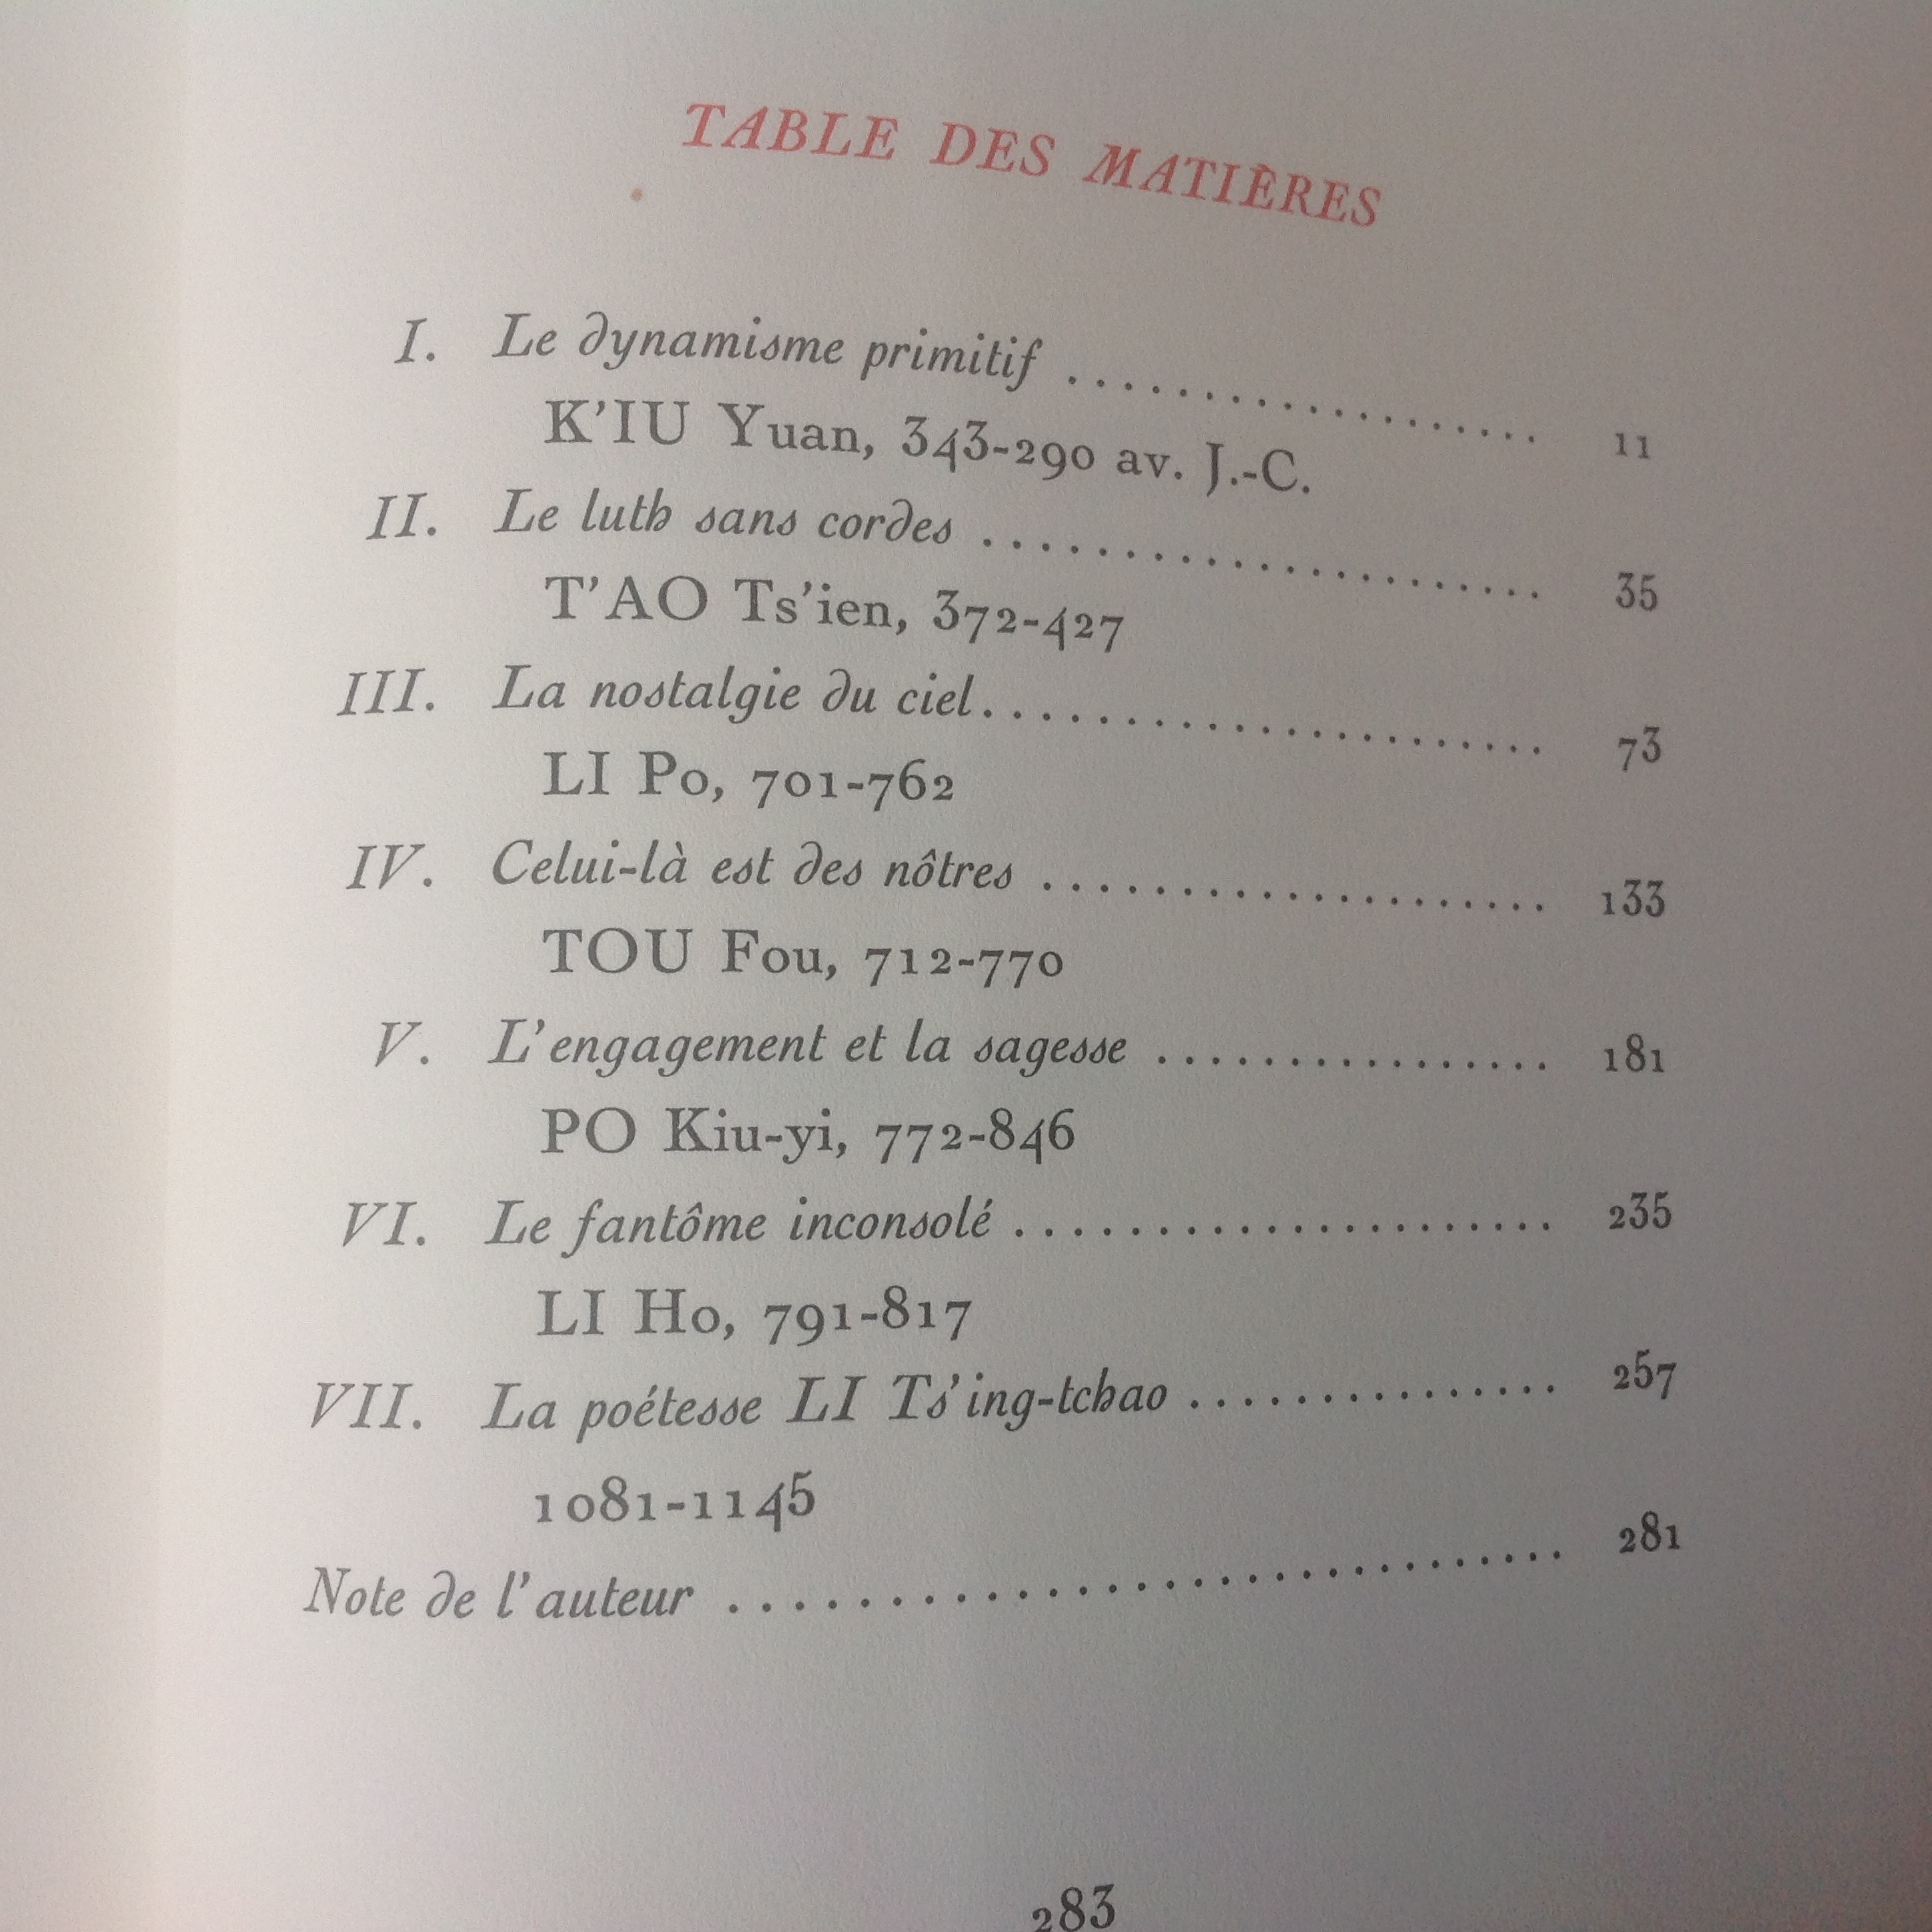 TABLE DES MATIÈRES
I. Le dynamisme primitif .................. 11
K'IU Yuan, 343-290 av. J.-C.
II. Le luth sans cordes .................... 35
T'AO Ts'ien, 372-427
III. La nostalgie du ciel .................... 73
LI Po, 701-762
IV. Celui-là est des nôtres .................. 133
TOU Fou, 712-770
V. L'engagement et la sagesse ............... 181
PO Kiu-yi, 772-846
VI. Le fantôme inconsolé .................... 235
LI Ho, 791-817
VII. La poétesse LI Ts'ing-tchao .............. 257
1081-1145
Note de l'auteur .............................. 281
283